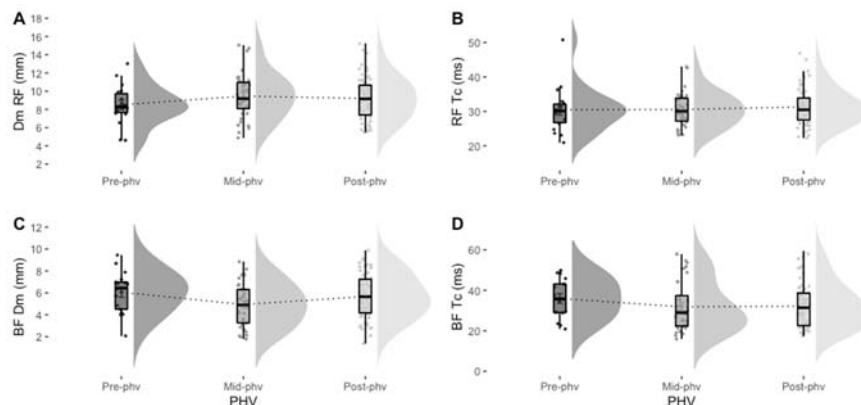 A
Dm RF (mm)
18
16
14
12
10
8
6
4
2
Pre-phv
Mid-phv
Post-phv
B
RF Tc (ms)
50
40
30
20
Pre-phv
Mid-phv
Post-phv
C
BF Dm (mm)
12
10
8
6
4
2
Pre-phv
Mid-phv
Post-phv
PHV
D
BF Tc (ms)
60
40
20
0
Pre-phv
Mid-phv
Post-phv
PHV